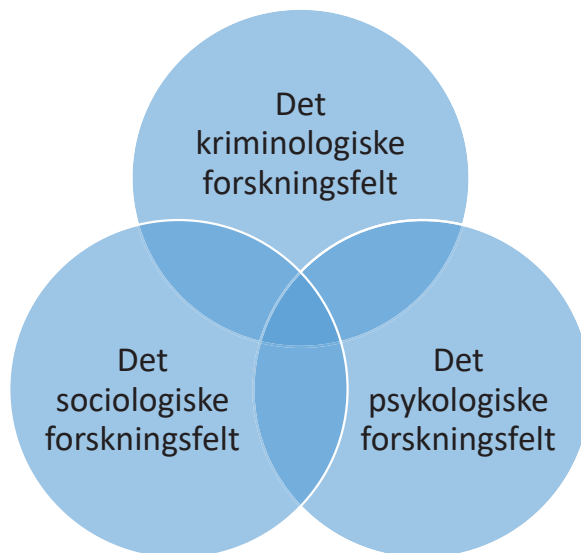 Det
kriminologiske
forskningsfelt
Det
sociologiske
forskningsfelt
Det
psykologiske
forskningsfelt